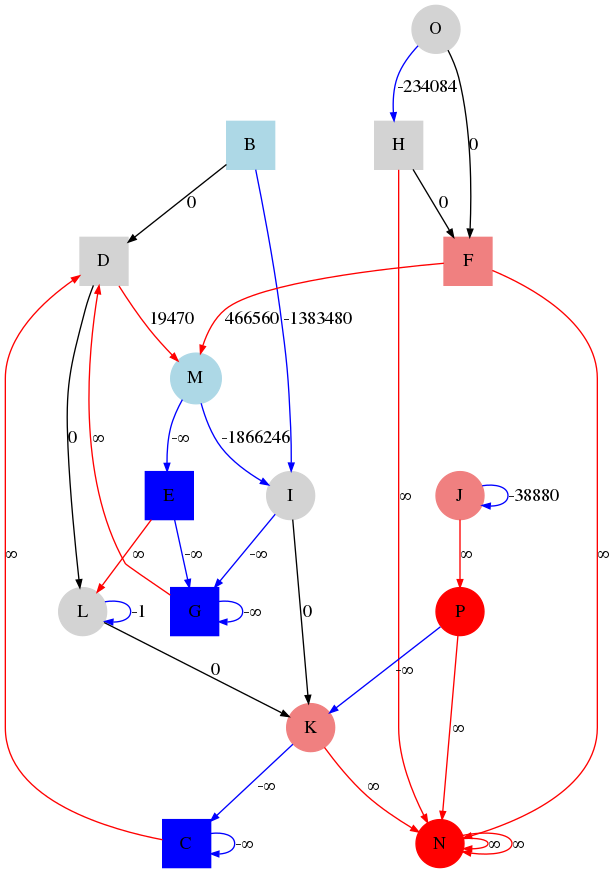 O
-234084
B
H
0
0
0
D
F
19470
466560
-1383480
M
0
∞
-∞
-1866246
E
I
J
-38880
∞
∞
∞
∞
-∞
-∞
∞
∞
L
-1
G
-∞
0
P
0
-∞
K
∞
-∞
∞
C
-∞
N
∞
∞